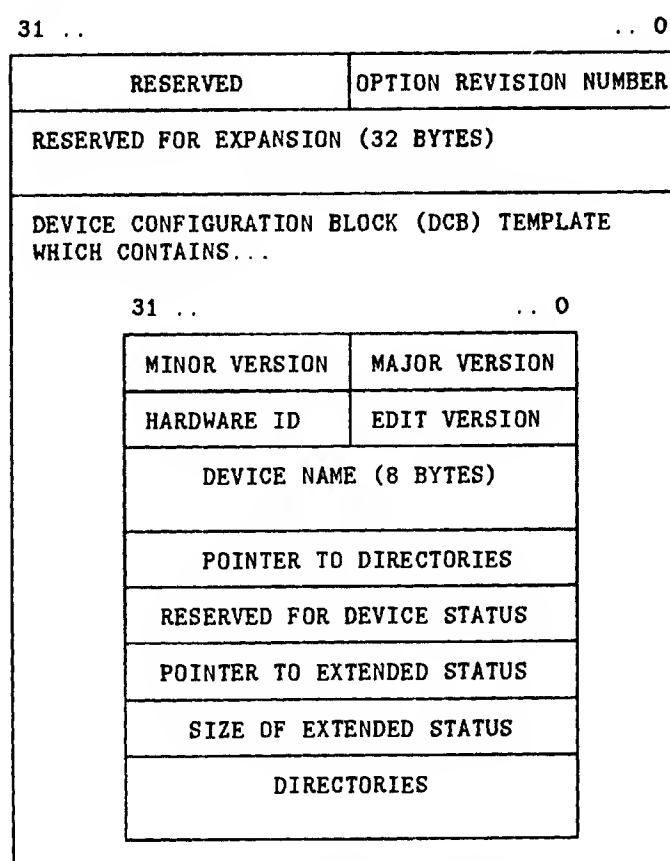 31 .. .. 0
RESERVED OPTION REVISION NUMBER
RESERVED FOR EXPANSION (32 BYTES)
DEVICE CONFIGURATION BLOCK (DCB) TEMPLATE
WHICH CONTAINS...
31 .. .. 0
MINOR VERSION MAJOR VERSION
HARDWARE ID EDIT VERSION
DEVICE NAME (8 BYTES)
POINTER TO DIRECTORIES
RESERVED FOR DEVICE STATUS
POINTER TO EXTENDED STATUS
SIZE OF EXTENDED STATUS
DIRECTORIES